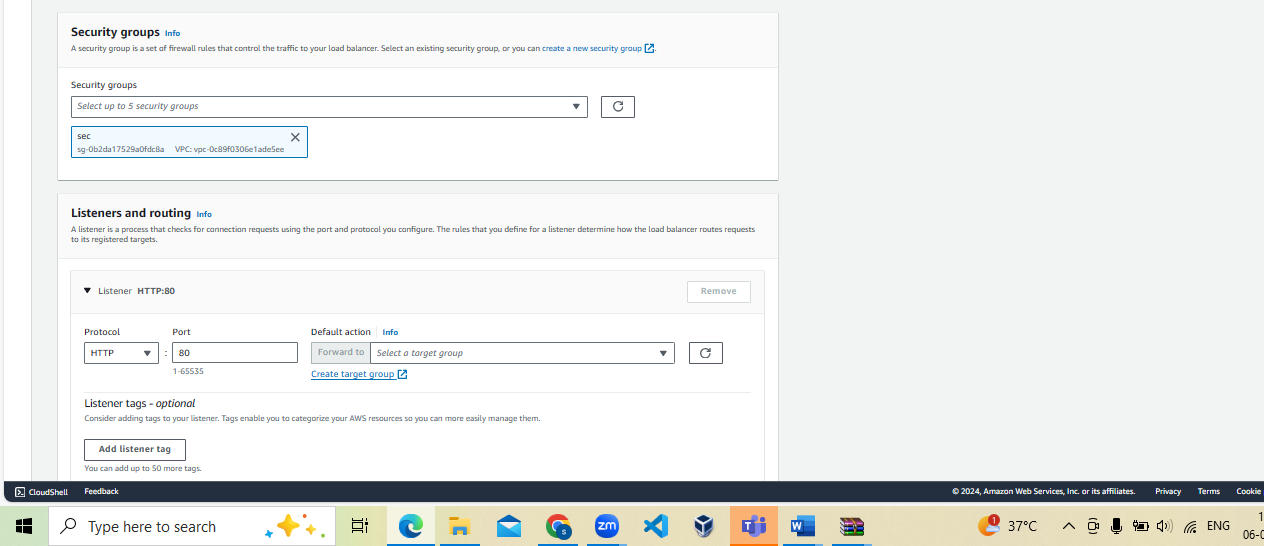 Security groups Info
A security group is a set of firewall rules that control the traffic to your load balancer. Select an existing security group, or you can create a new security group.
Security groups
Select up to 5 security groups
sec
sg-0b2da17529a0fdc8a VPC: vpc-0c89f0306e1ade5ee
Listeners and routing Info
A listener is a process that checks for connection requests using the port and protocol you configure. The rules that you define for a listener determine how the load balancer routes requests
to its registered targets.
Listener HTTP:80
Remove
Protocol Port Default action Info
HTTP : 80 Forward to Select a target group
1-65535
Create target group
Listener tags - optional
Consider adding tags to your listener. Tags enable you to categorize your AWS resources so you can more easily manage them.
Add listener tag
You can add up to 50 more tags.
CloudShell Feedback © 2024, Amazon Web Services, Inc. or its affiliates. Privacy Terms Cookie
Type here to search zm 1 37°C ENG